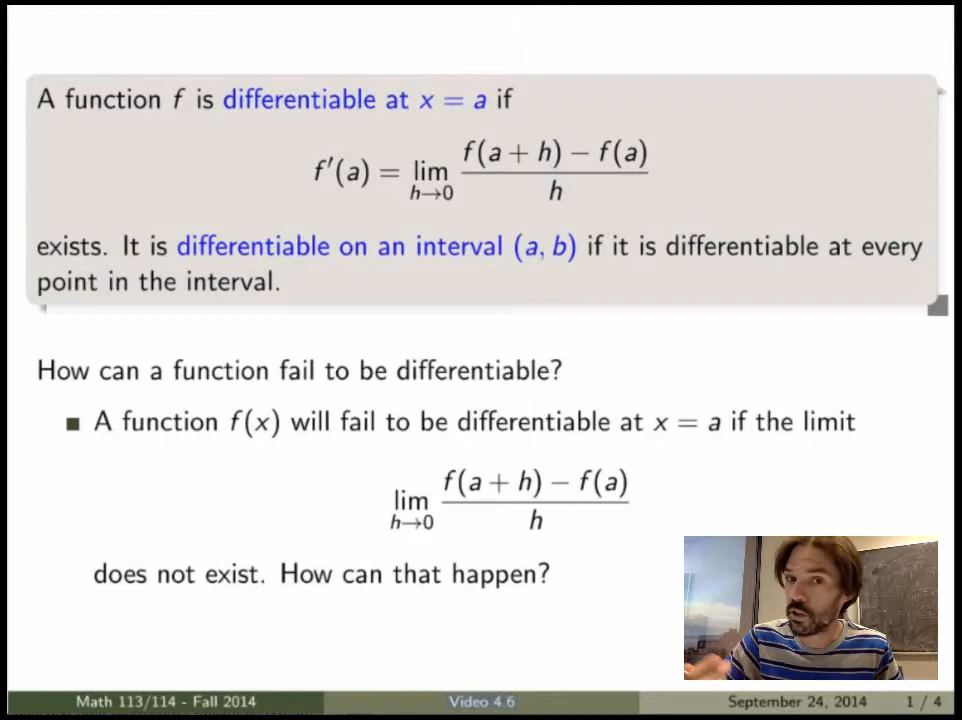 A function f is differentiable at x = a if
f′(a) = lim h→0 f(a + h) − f(a) / h
exists. It is differentiable on an interval (a, b) if it is differentiable at every
point in the interval.
How can a function fail to be differentiable?
A function f(x) will fail to be differentiable at x = a if the limit
lim h→0 f(a + h) − f(a) / h
does not exist. How can that happen?
Math 113/114 - Fall 2014 Video 4.6 September 24, 2014 1 / 4